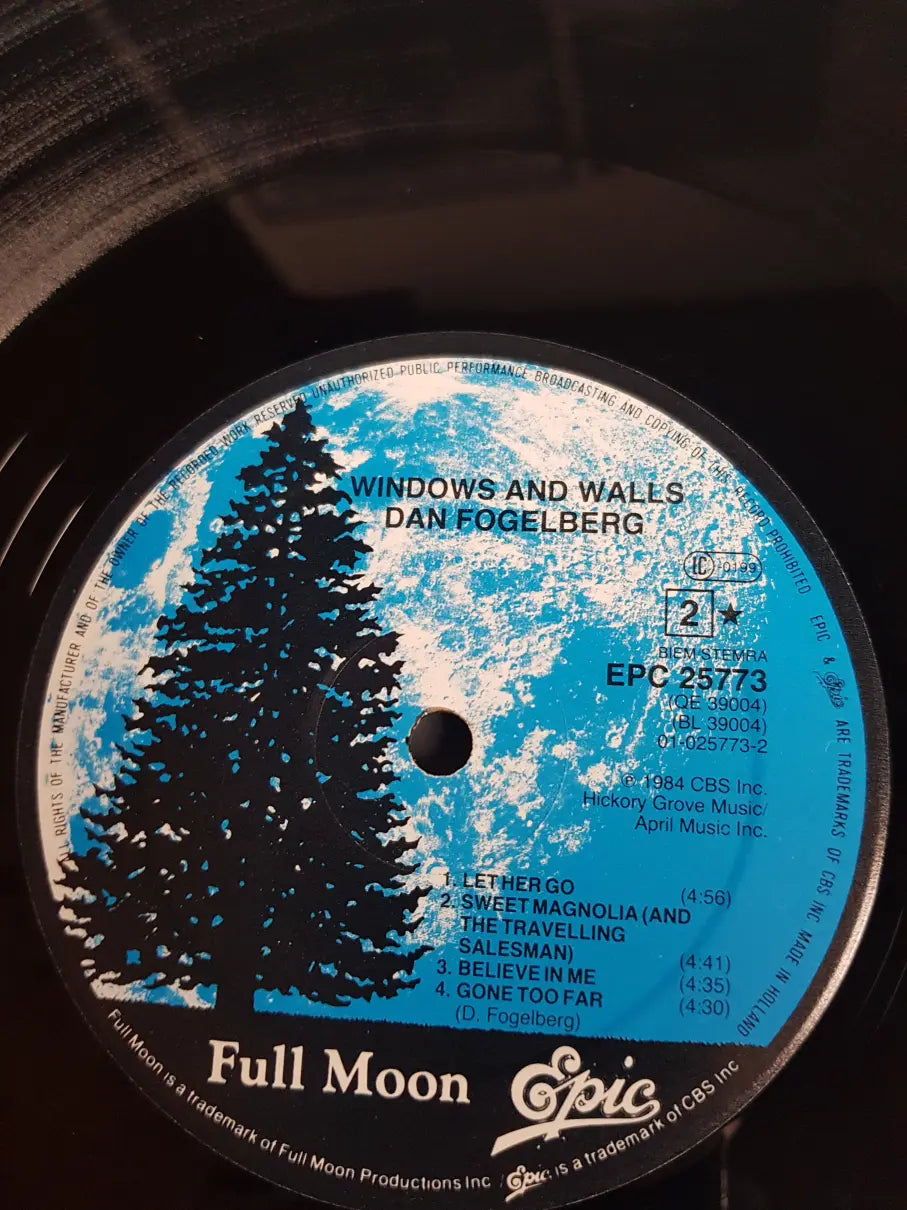 ALL RIGHTS OF THE MANUFACTURER AND OF THE OWNER OF THE RECORDED WORK RESERVED UNAUTHORIZED PUBLIC PERFORMANCE BROADCASTING AND COPYING OF THIS RECORD PROHIBITED EPIC & Epic ARE TRADEMARKS OF CBS INC MADE IN HOLLAND
WINDOWS AND WALLS
DAN FOGELBERG
IC 0199
2 ★
BIEM STEMRA
EPC 25773
(QE 39004)
(BL 39004)
01-025773-2
℗ 1984 CBS Inc.
Hickory Grove Music/
April Music Inc.
1. LET HER GO (4:56)
2. SWEET MAGNOLIA (AND
THE TRAVELLING
SALESMAN) (4:41)
3. BELIEVE IN ME (4:35)
4. GONE TOO FAR (4:30)
(D. Fogelberg)
Full Moon Epic
Full Moon is a trademark of Full Moon Productions Inc / Epic is a trademark of CBS Inc